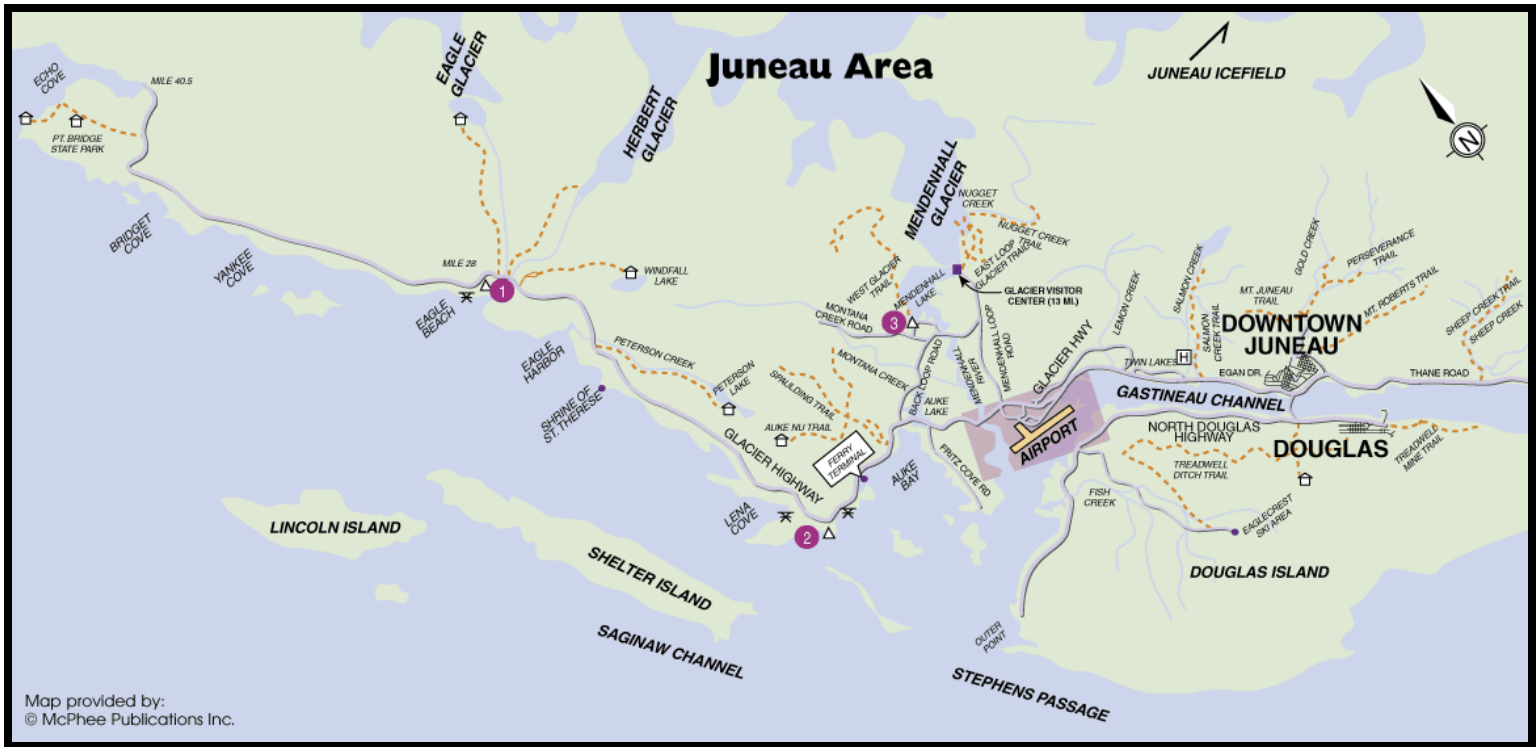 Juneau Area
JUNEAU ICEFIELD
N
ECHO
COVE
MILE 40.5
PT. BRIDGE
STATE PARK
BRIDGET
COVE
YANKEE
COVE
EAGLE
GLACIER
HERBERT
GLACIER
MENDENHALL
GLACIER
NUGGET
CREEK
NUGGET CREEK
TRAIL
EAST LOOP
GLACIER TRAIL
MILE 28
1
EAGLE
BEACH
WINDFALL
LAKE
EAGLE
HARBOR
SHRINE OF
ST. THERESE
PETERSON CREEK
PETERSON
LAKE
WEST GLACIER
TRAIL
MENDENHALL
LAKE
GLACIER VISITOR
CENTER (13 MI.)
MONTANA
CREEK ROAD
3
MONTANA CREEK
SPAULDING TRAIL
AUKE NU TRAIL
BACK LOOP ROAD
MENDENHALL
RIVER
MENDENHALL LOOP
ROAD
GLACIER HWY
AUKE
LAKE
LEMON CREEK
SALMON CREEK
SALMON
CREEK TRAIL
GOLD CREEK
PERSEVERANCE
TRAIL
MT. JUNEAU
TRAIL
MT. ROBERTS TRAIL
SHEEP CREEK TRAIL
SHEEP CREEK
DOWNTOWN
JUNEAU
TWIN LAKES
H
EGAN DR.
THANE ROAD
GASTINEAU CHANNEL
AIRPORT
NORTH DOUGLAS
HIGHWAY
DOUGLAS
TREADWELL
MINE TRAIL
TREADWELL
DITCH TRAIL
FERRY
TERMINAL
GLACIER HIGHWAY
AUKE
BAY
FRITZ COVE RD
FISH
CREEK
EAGLECREST
SKI AREA
LENA
COVE
2
LINCOLN ISLAND
SHELTER ISLAND
DOUGLAS ISLAND
SAGINAW CHANNEL
OUTER
POINT
STEPHENS PASSAGE
Map provided by:
© McPhee Publications Inc.